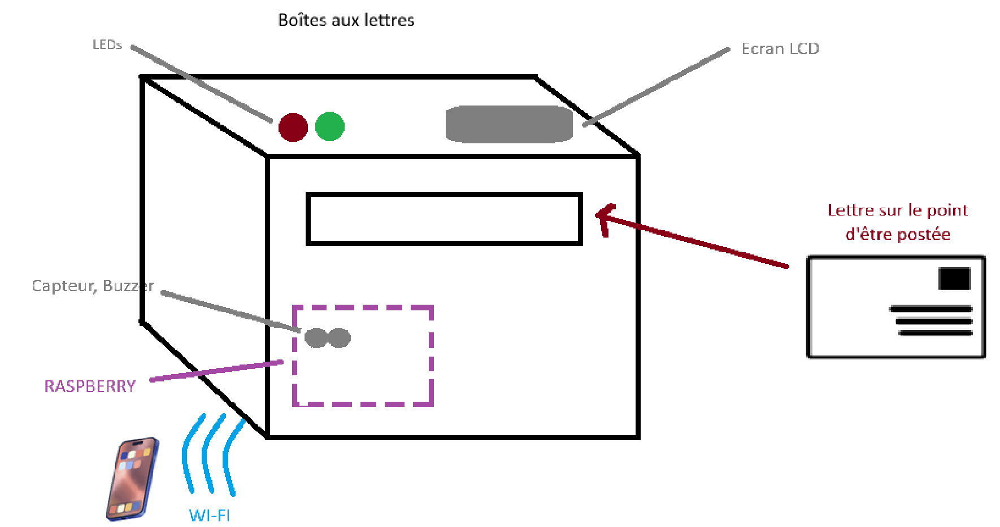 Boîtes aux lettres
LEDs
Ecran LCD
Lettre sur le point
d'être postée
Capteur, Buzzer
RASPBERRY
WI-FI